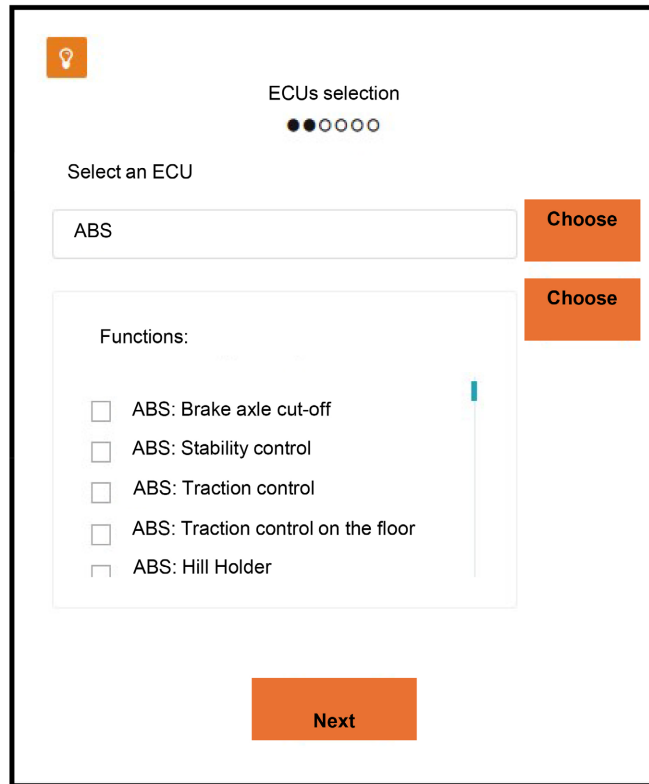 ECUs selection
Select an ECU
ABS
Choose
Choose
Functions:
ABS: Brake axle cut-off
ABS: Stability control
ABS: Traction control
ABS: Traction control on the floor
ABS: Hill Holder
Next